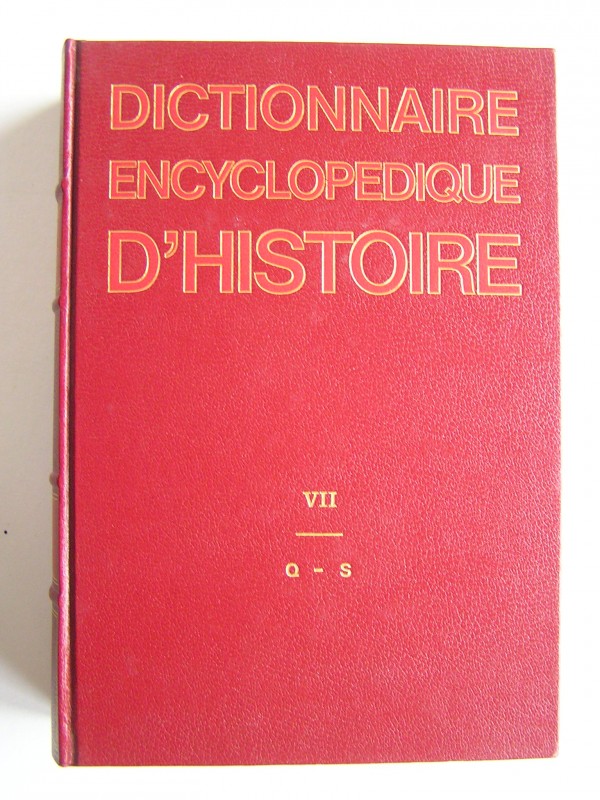 DICTIONNAIRE
ENCYCLOPEDIQUE
D'HISTOIRE
VII
Q – S